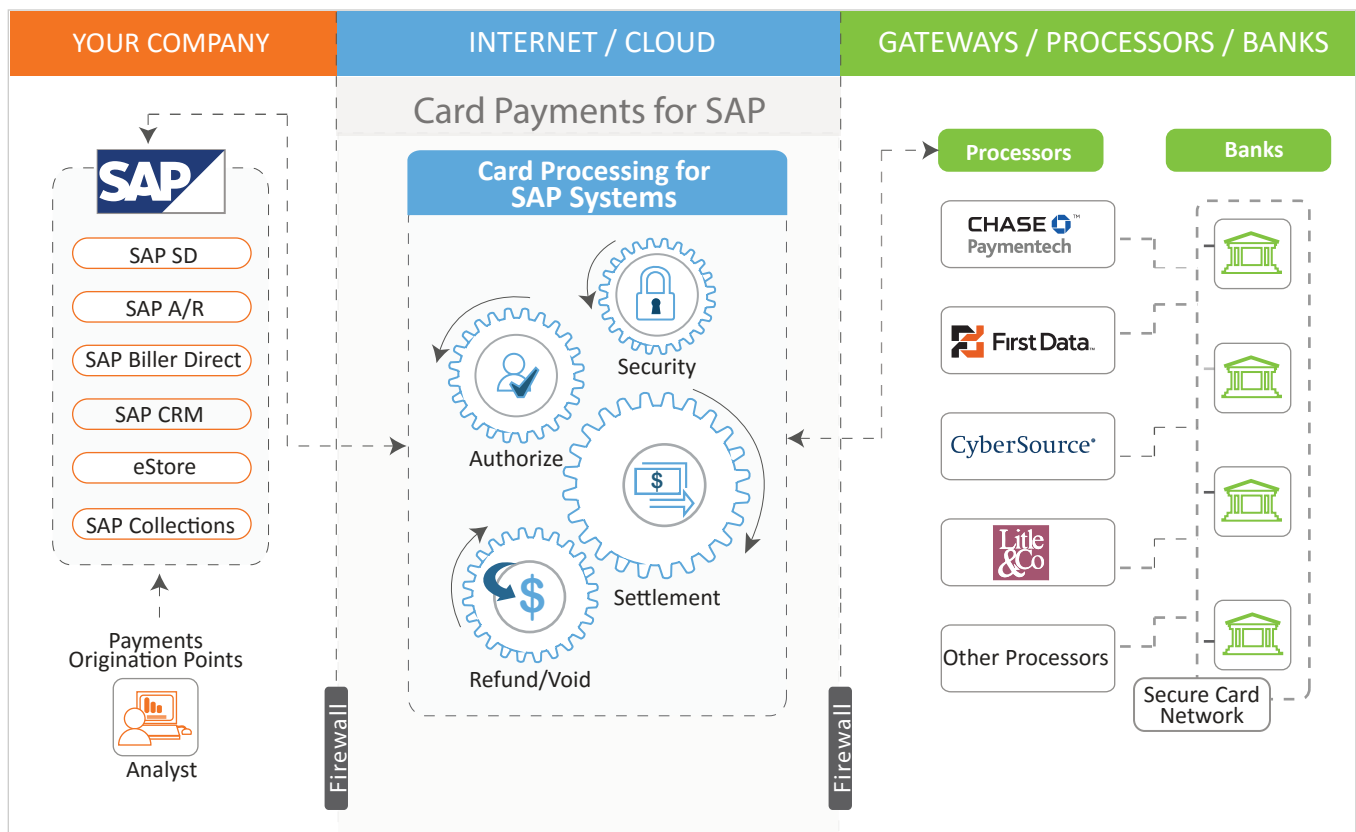 YOUR COMPANY
INTERNET / CLOUD
GATEWAYS / PROCESSORS / BANKS
Card Payments for SAP
SAP
SAP SD
SAP A/R
SAP Biller Direct
SAP CRM
eStore
SAP Collections
Payments
Origination Points
Analyst
Firewall
Card Processing for
SAP Systems
Security
Authorize
$
Settlement
$
Refund/Void
Firewall
Processors
Banks
CHASE ™
Paymentech
First Data
CyberSource®
Litle
&Co
Other Processors
Secure Card
Network